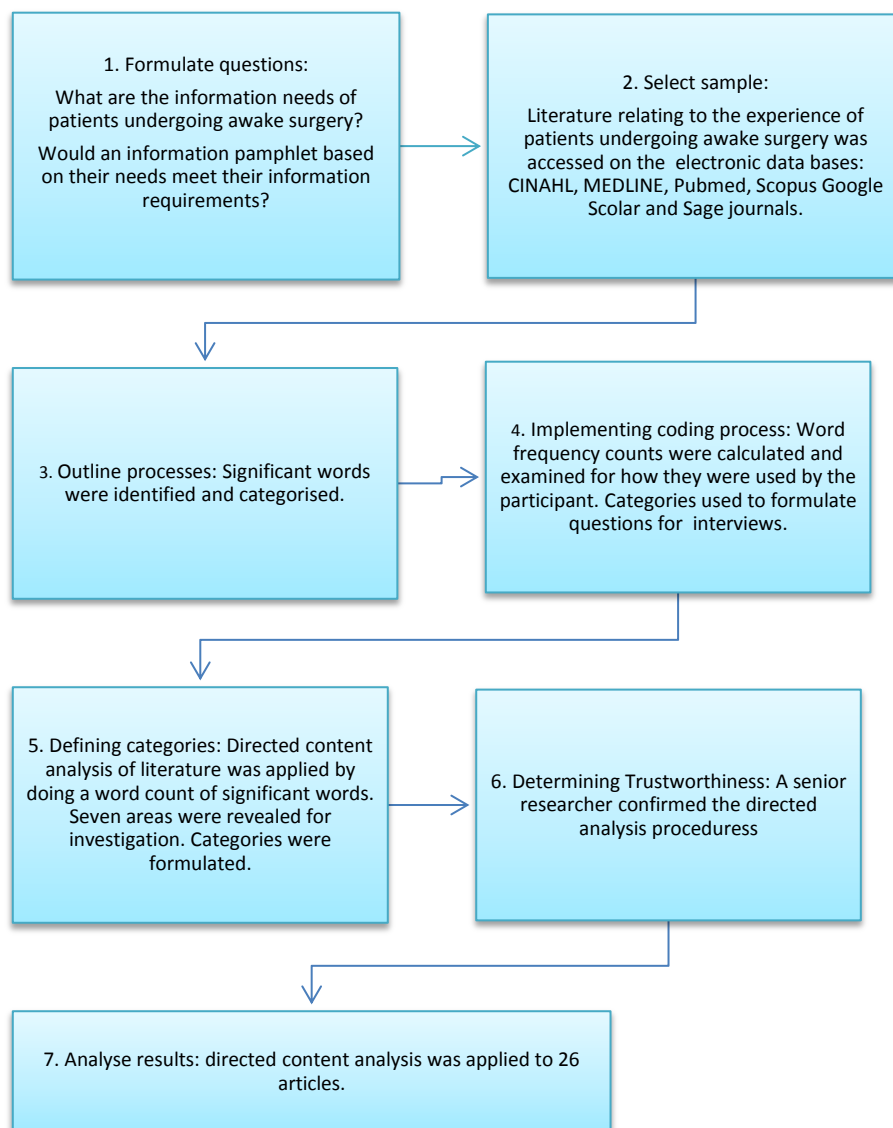 1. Formulate questions:
What are the information needs of
patients undergoing awake surgery?
Would an information pamphlet based
on their needs meet their information
requirements?
2. Select sample:
Literature relating to the experience of
patients undergoing awake surgery was
accessed on the electronic data bases:
CINAHL, MEDLINE, Pubmed, Scopus Google
Scolar and Sage journals.
3. Outline processes: Significant words
were identified and categorised.
4. Implementing coding process: Word
frequency counts were calculated and
examined for how they were used by the
participant. Categories used to formulate
questions for interviews.
5. Defining categories: Directed content
analysis of literature was applied by
doing a word count of significant words.
Seven areas were revealed for
investigation. Categories were
formulated.
6. Determining Trustworthiness: A senior
researcher confirmed the directed
analysis proceduress
7. Analyse results: directed content analysis was applied to 26
articles.